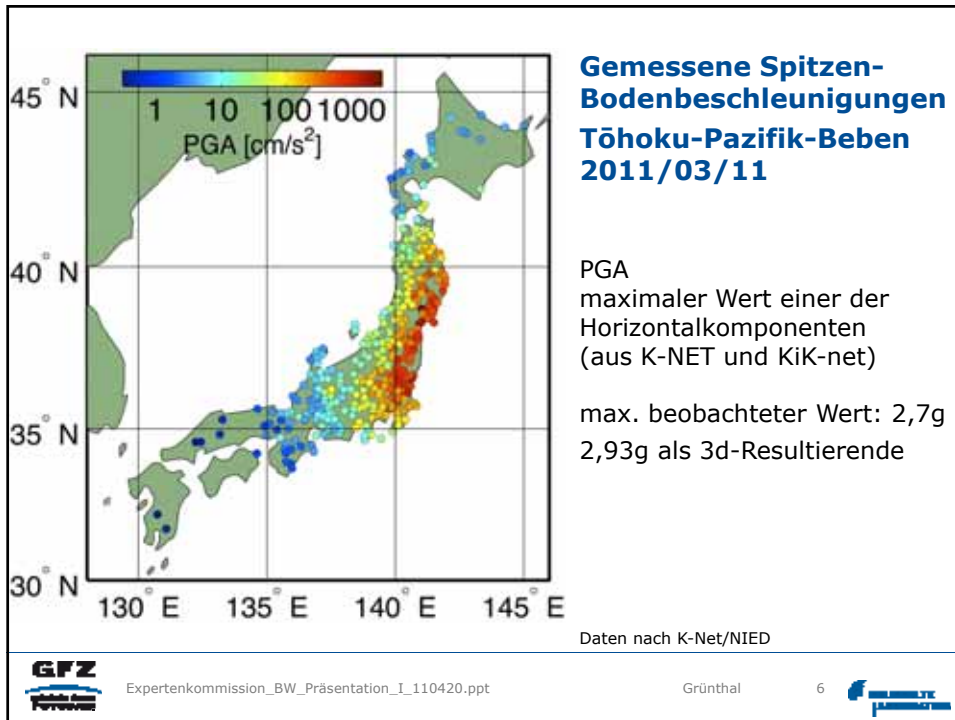 45° N
40° N
35° N
30° N
130° E 135° E 140° E 145° E
1 10 100 1000
PGA [cm/s²]
Gemessene Spitzen-
Bodenbeschleunigungen
Tōhoku-Pazifik-Beben
2011/03/11
PGA
maximaler Wert einer der
Horizontalkomponenten
(aus K-NET und KiK-net)
max. beobachteter Wert: 2,7g
2,93g als 3d-Resultierende
Daten nach K-Net/NIED
GFZ
Expertenkommission_BW_Präsentation_I_110420.ppt Grünthal 6